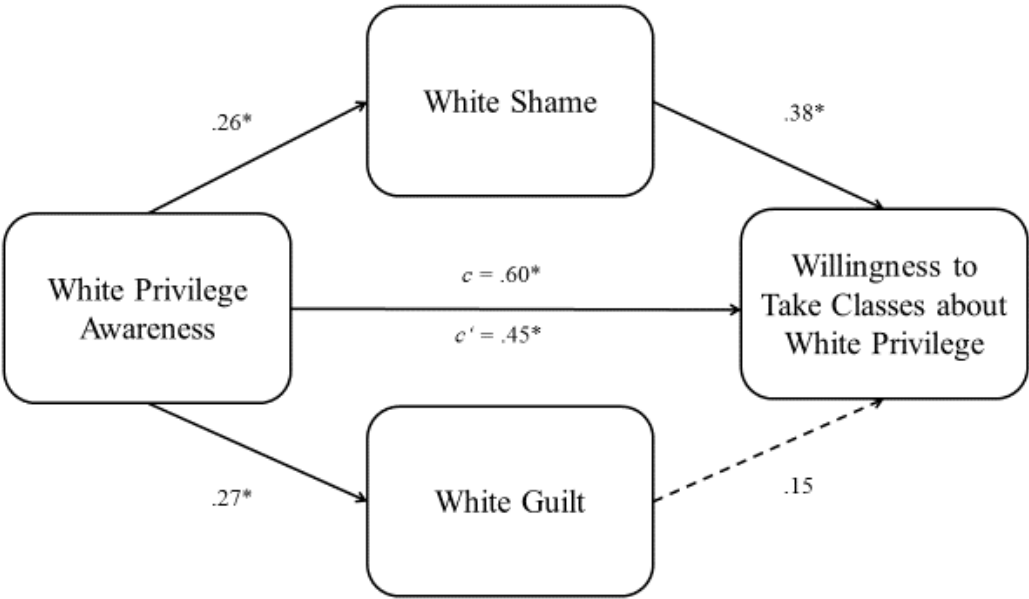 White Shame
.26*
.38*
White Privilege
Awareness
c = .60*
c‘ = .45*
Willingness to
Take Classes about
White Privilege
.27*
White Guilt
.15